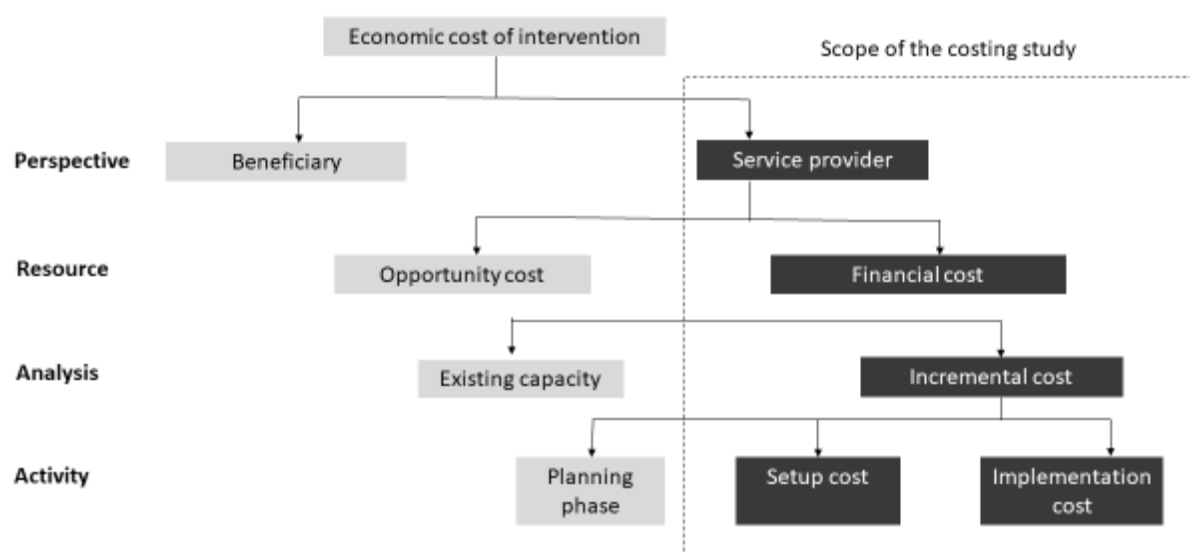 Economic cost of intervention
Scope of the costing study
Perspective
Beneficiary
Service provider
Resource
Opportunity cost
Financial cost
Analysis
Existing capacity
Incremental cost
Activity
Planning
phase
Setup cost
Implementation
cost